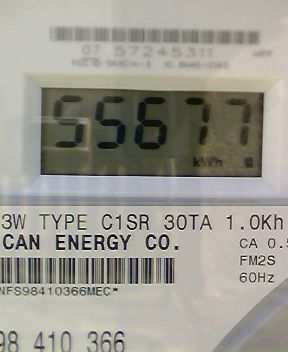 07 57245311
55677
kWh
3W TYPE C1SR 30TA 1.0Kh
CAN ENERGY CO.
CA 0.5
FM2S
60Hz
NFS98410366MEC*
98 410 366